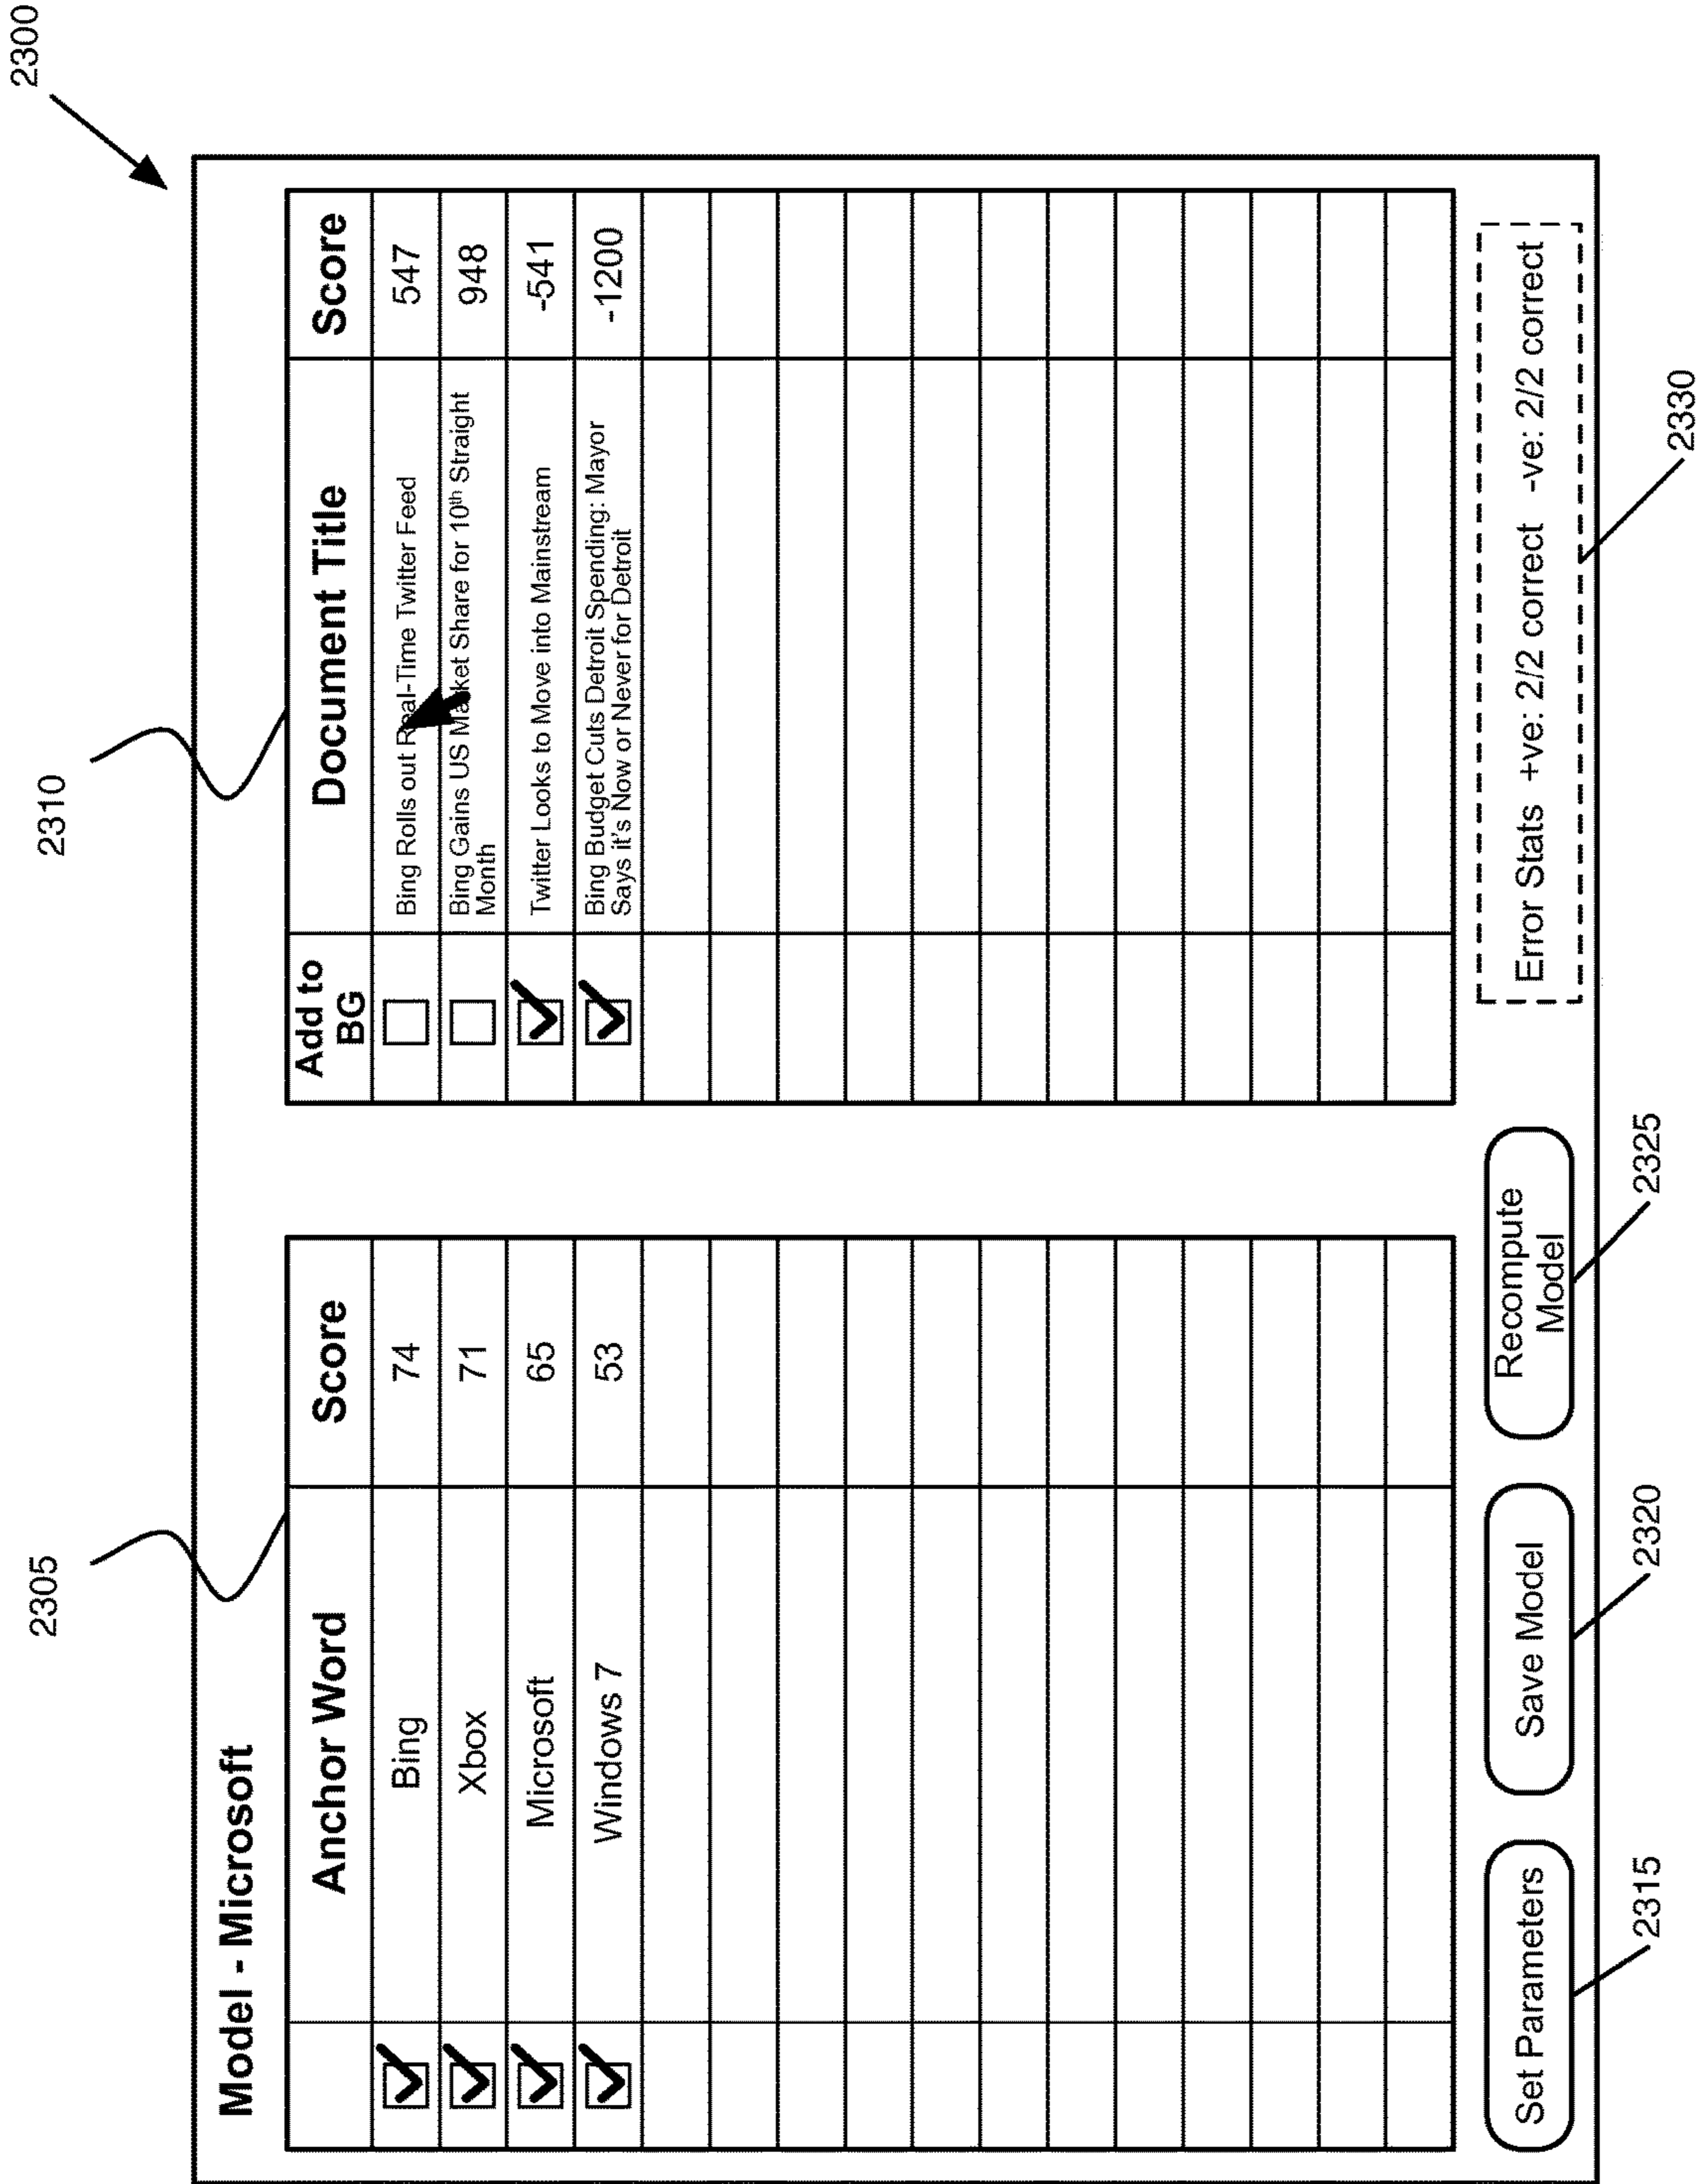 2300
2305
2310
Model - Microsoft
Anchor Word Score
Bing 74
Xbox 71
Microsoft 65
Windows 7 53
Add to
BG
Document Title Score
Bing Rolls out Real-Time Twitter Feed 547
Bing Gains US Market Share for 10th Straight
Month
948
Twitter Looks to Move into Mainstream -541
Bing Budget Cuts Detroit Spending: Mayor
Says it's Now or Never for Detroit
-1200
Set Parameters
Save Model
Recompute
Model
Error Stats +ve: 2/2 correct -ve: 2/2 correct
2315
2320
2325
2330